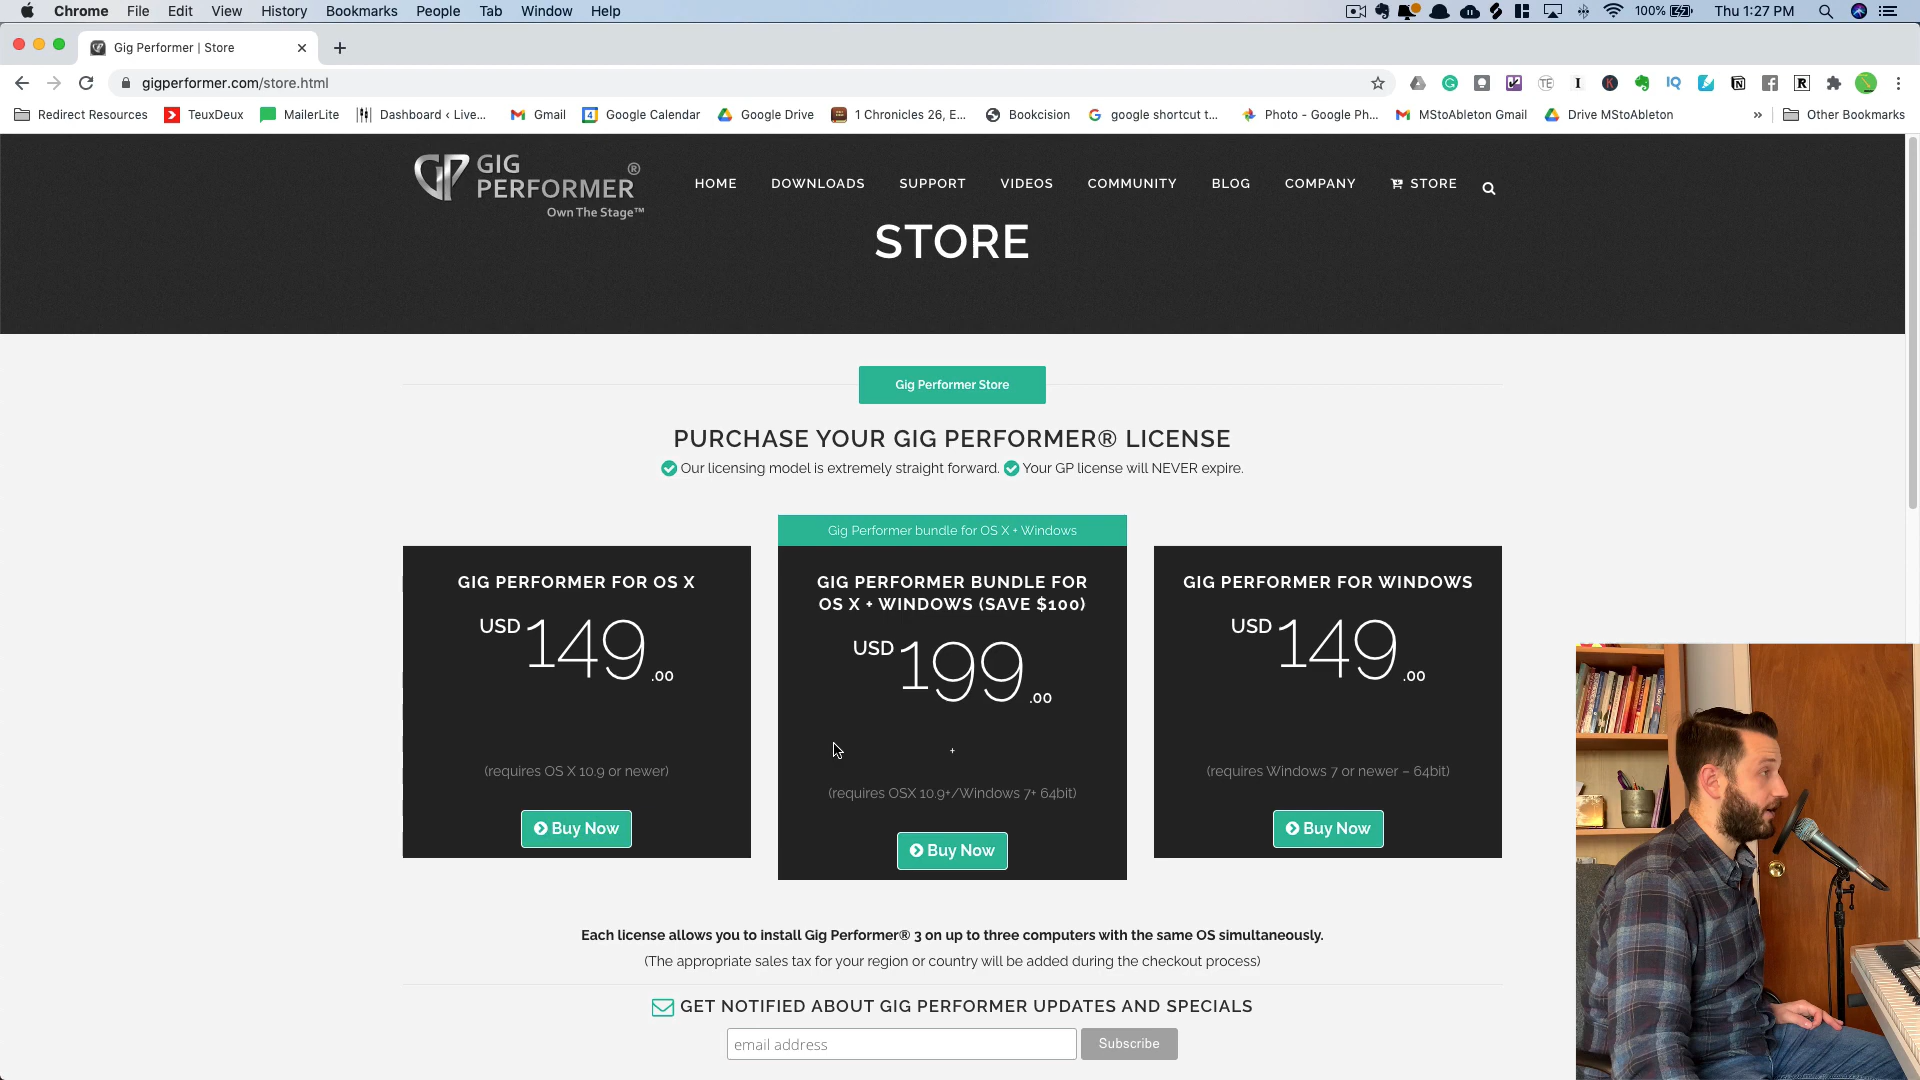 Chrome File Edit View History Bookmarks People Tab Window Help
100% Thu 1:27 PM
Gig Performer | Store
gigperformer.com/store.html
Redirect Resources TeuxDeux MailerLite Dashboard ‹ Live... Gmail Google Calendar Google Drive 1 Chronicles 26, E... Bookcision google shortcut t... Photo - Google Ph... MStoAbleton Gmail Drive MStoAbleton » Other Bookmarks
GIG PERFORMER®
Own The Stage™
HOME DOWNLOADS SUPPORT VIDEOS COMMUNITY BLOG COMPANY STORE
STORE
Gig Performer Store
PURCHASE YOUR GIG PERFORMER® LICENSE
Our licensing model is extremely straight forward. Your GP license will NEVER expire.
GIG PERFORMER FOR OS X
USD 149.00
(requires OS X 10.9 or newer)
Buy Now
Gig Performer bundle for OS X + Windows
GIG PERFORMER BUNDLE FOR
OS X + WINDOWS (SAVE $100)
USD 199.00
+
(requires OSX 10.9+/Windows 7+ 64bit)
Buy Now
GIG PERFORMER FOR WINDOWS
USD 149.00
(requires Windows 7 or newer – 64bit)
Buy Now
Each license allows you to install Gig Performer® 3 on up to three computers with the same OS simultaneously.
(The appropriate sales tax for your region or country will be added during the checkout process)
GET NOTIFIED ABOUT GIG PERFORMER UPDATES AND SPECIALS
email address
Subscribe